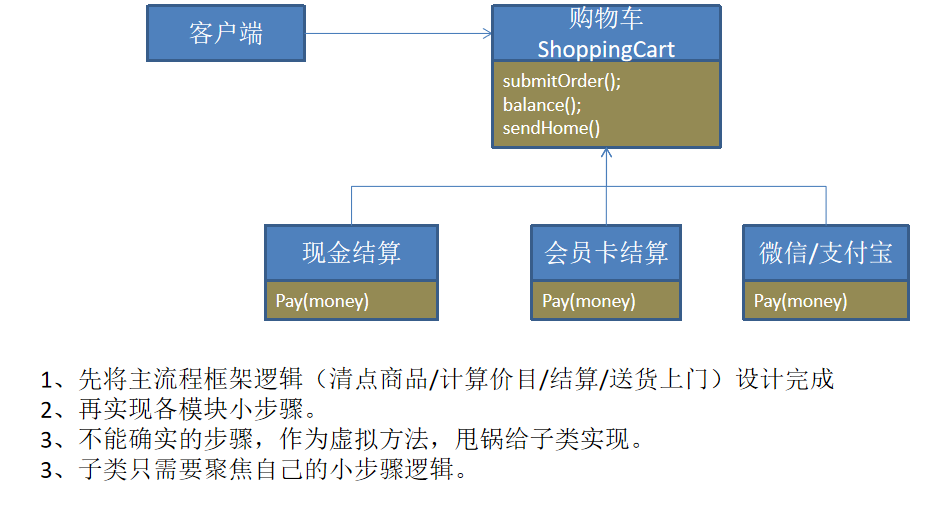 客户端
购物车
ShoppingCart
submitOrder();
balance();
sendHome()
现金结算
Pay(money)
会员卡结算
Pay(money)
微信/支付宝
Pay(money)
1、先将主流程框架逻辑（清点商品/计算价目/结算/送货上门）设计完成
2、再实现各模块小步骤。
3、不能确实的步骤，作为虚拟方法，甩锅给子类实现。
3、子类只需要聚焦自己的小步骤逻辑。